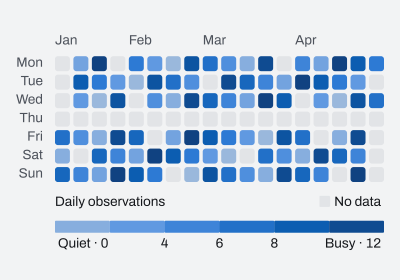 Jan Feb Mar Apr
Mon
Tue
Wed
Thu
Fri
Sat
Sun
Daily observations No data
Quiet · 0 4 6 8 Busy · 12